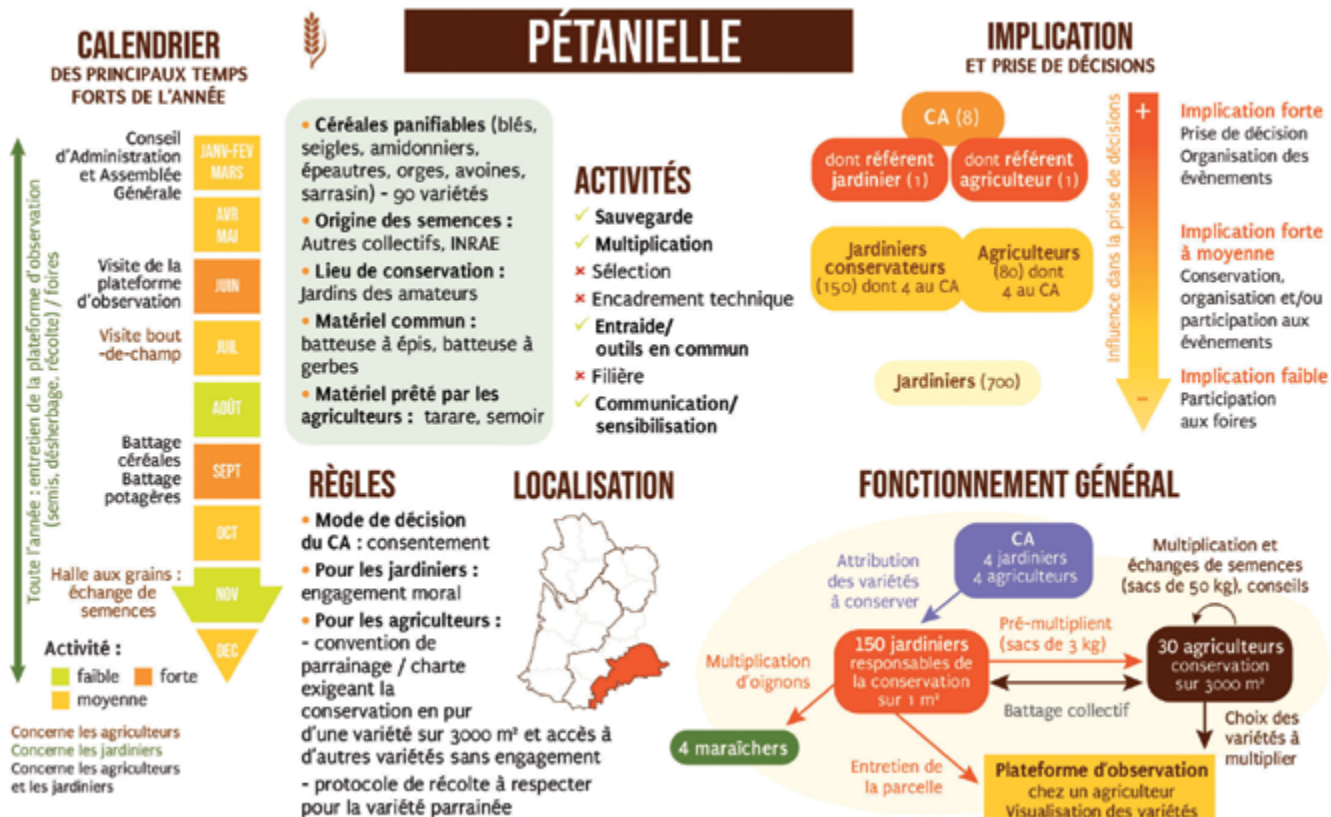 PÉTANIELLE
CALENDRIER
DES PRINCIPAUX TEMPS
FORTS DE L'ANNÉE
Toute l'année : entretien de la plateforme d'observation
(semis, désherbage, récolte) / foires
Conseil
d'Administration
et Assemblée
Générale
JANV-FEV
MARS
AVR
MAI
Visite de la
plateforme
d'observation
JUIN
Visite bout
-de-champ
JUIL
AOÛT
Battage
céréales
Battage
potagères
SEPT
OCT
Halle aux grains :
échange de
semences
NOV
DEC
Activité :
faible
forte
moyenne
Concerne les agriculteurs
Concerne les jardiniers
Concerne les agriculteurs
et les jardiniers
• Céréales panifiables (blés,
seigles, amidonniers,
épeautres, orges, avoines,
sarrasin) - 90 variétés
• Origine des semences :
Autres collectifs, INRAE
• Lieu de conservation :
Jardins des amateurs
• Matériel commun :
batteuse à épis, batteuse à
gerbes
• Matériel prêté par les
agriculteurs : tarare, semoir
ACTIVITÉS
✓ Sauvegarde
✓ Multiplication
× Sélection
× Encadrement technique
✓ Entraide/
outils en commun
× Filière
✓ Communication/
sensibilisation
IMPLICATION
ET PRISE DE DÉCISIONS
CA (8)
dont référent
jardinier (1)
dont référent
agriculteur (1)
Jardiniers
conservateurs
(150) dont 4 au CA
Agriculteurs
(80) dont
4 au CA
Jardiniers (700)
Influence dans la prise de décisions
+
-
Implication forte
Prise de décision
Organisation des
évènements
Implication forte
à moyenne
Conservation,
organisation et/ou
participation aux
évènements
Implication faible
Participation
aux foires
RÈGLES
• Mode de décision
du CA : consentement
• Pour les jardiniers :
engagement moral
• Pour les agriculteurs :
- convention de
parrainage / charte
exigeant la
conservation en pur
d'une variété sur 3000 m² et accès à
d'autres variétés sans engagement
- protocole de récolte à respecter
pour la variété parrainée
LOCALISATION
FONCTIONNEMENT GÉNÉRAL
CA
4 jardiniers
4 agriculteurs
Attribution
des variétés
à conserver
Multiplication et
échanges de semences
(sacs de 50 kg), conseils
150 jardiniers
responsables de
la conservation
sur 1 m²
Pré-multiplient
(sacs de 3 kg)
Battage collectif
30 agriculteurs
conservation
sur 3000 m²
Multiplication
d'oignons
4 maraîchers
Entretien de
la parcelle
Choix des
variétés à
multiplier
Plateforme d'observation
chez un agriculteur
Visualisation des variétés